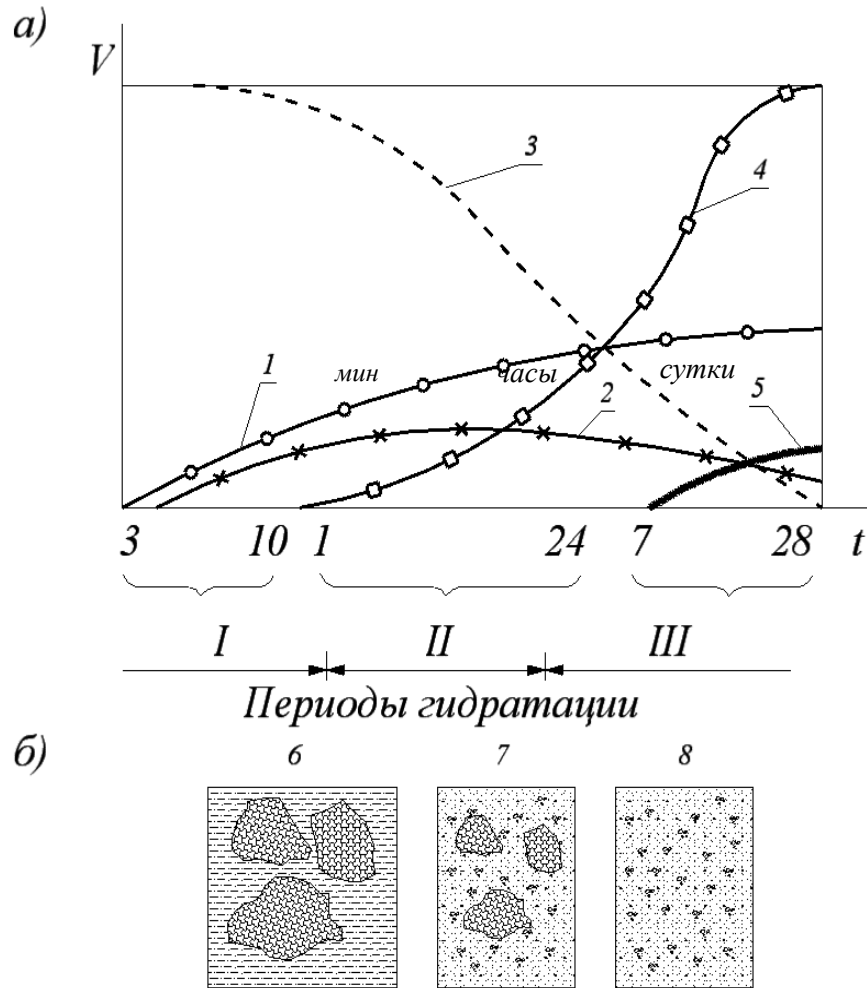 а)
V
3
4
1
мин
часы
сутки
2
5
3 10 1 24 7 28 t
I II III
Периоды гидратации
б)
6 7 8